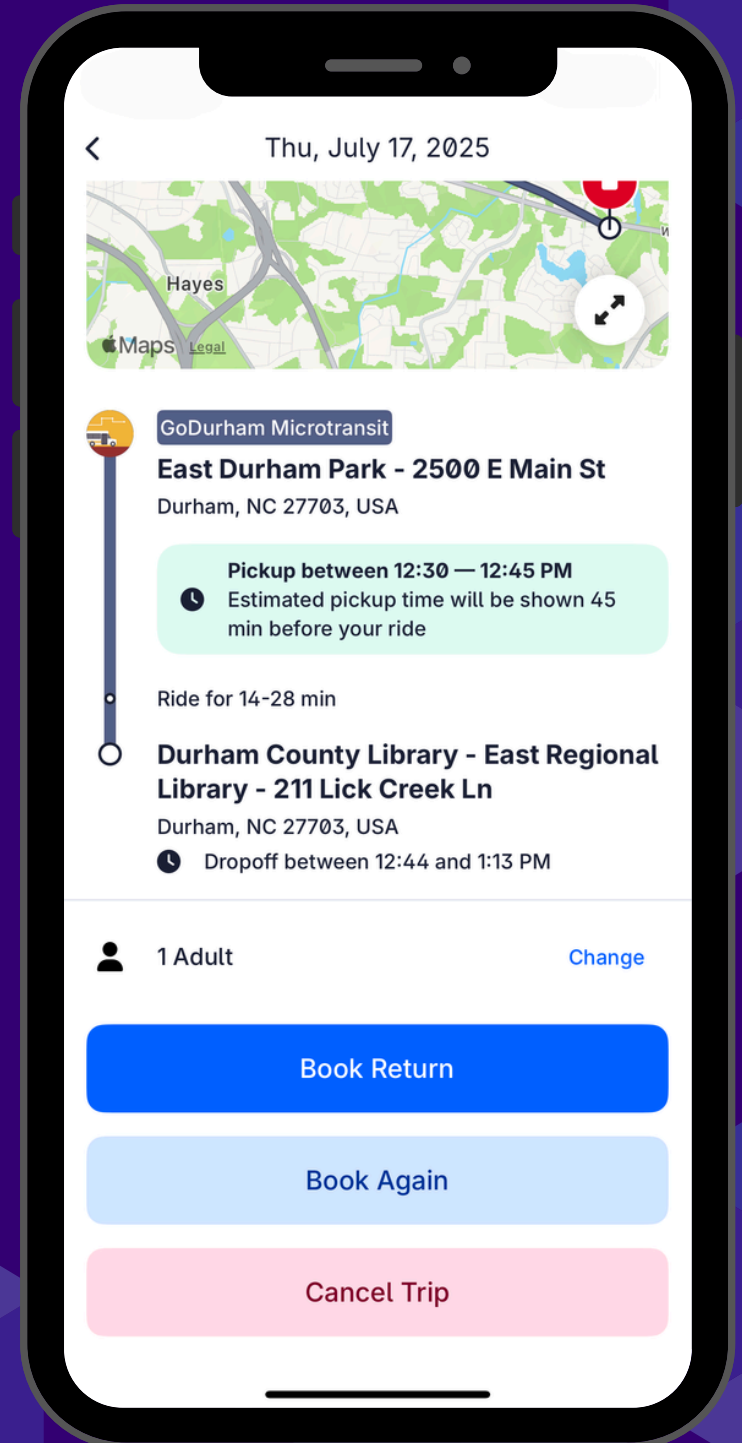 Thu, July 17, 2025
Hayes
Maps Legal
GoDurham Microtransit
East Durham Park - 2500 E Main St
Durham, NC 27703, USA
Pickup between 12:30 — 12:45 PM
Estimated pickup time will be shown 45
min before your ride
Ride for 14-28 min
Durham County Library - East Regional
Library - 211 Lick Creek Ln
Durham, NC 27703, USA
Dropoff between 12:44 and 1:13 PM
1 Adult Change
Book Return
Book Again
Cancel Trip